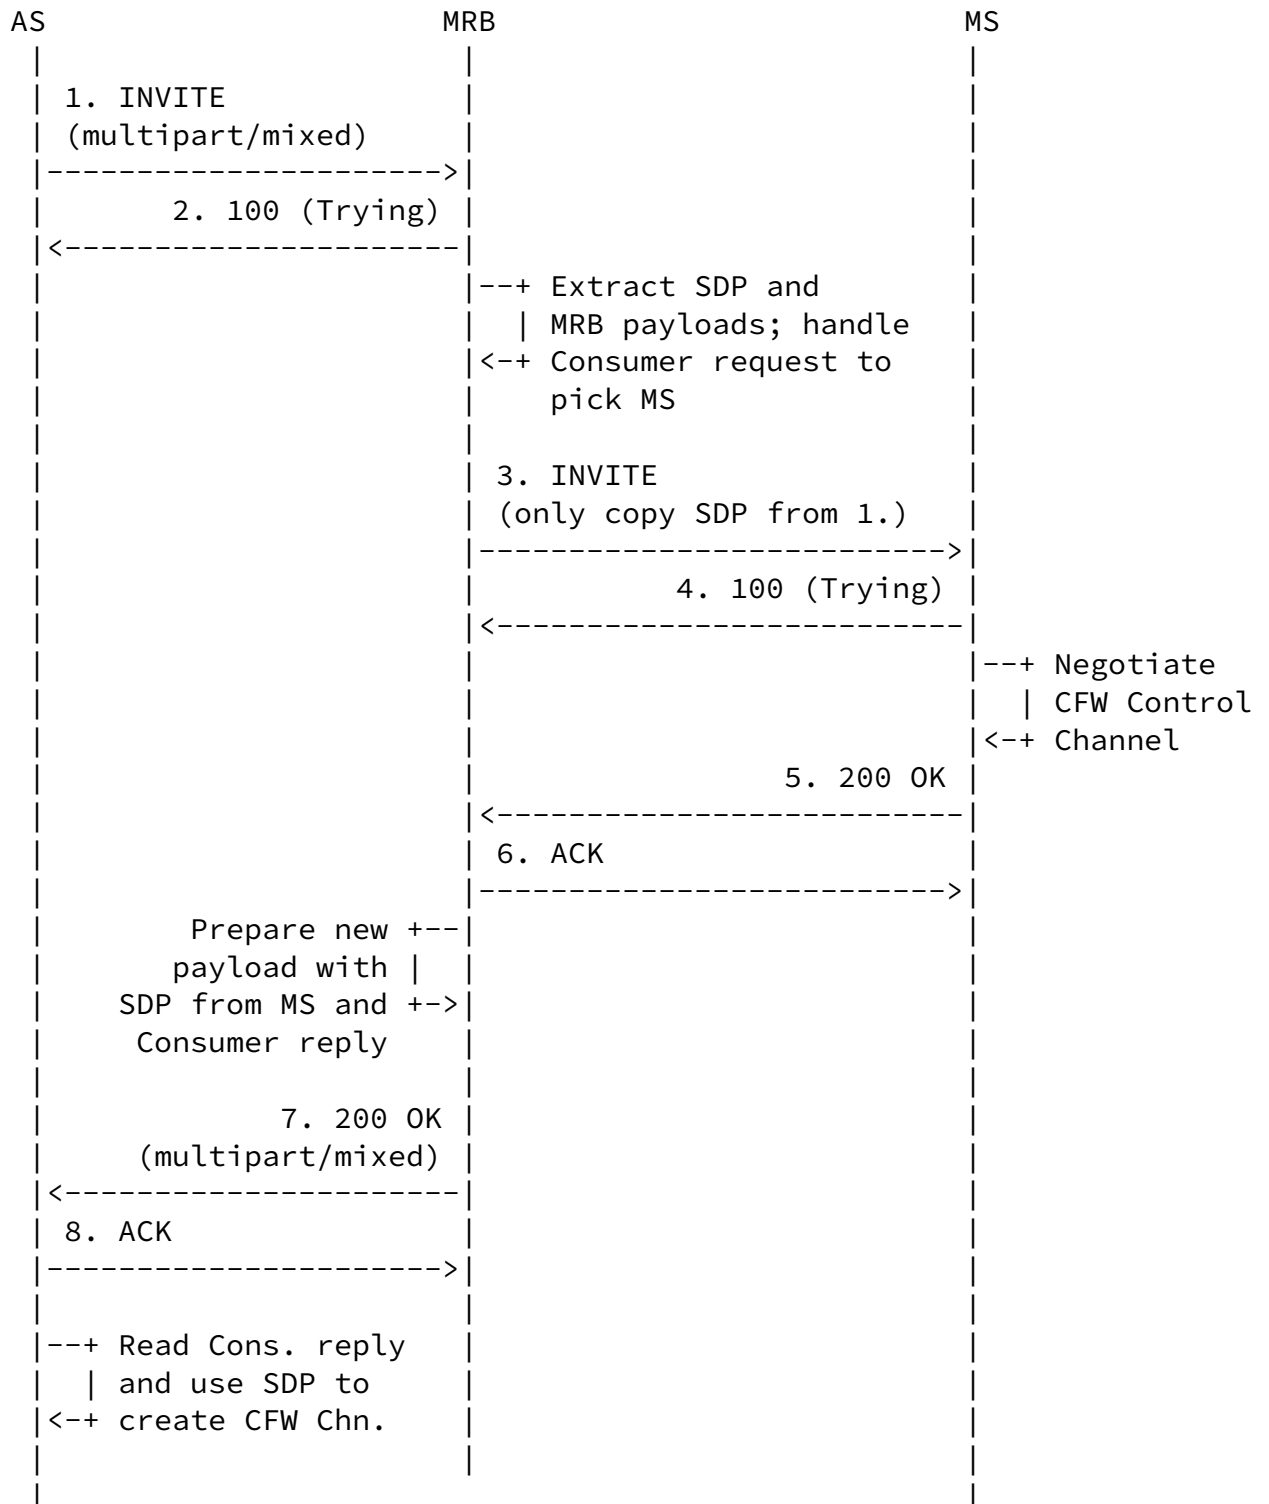 AS MRB MS
1. INVITE
(multipart/mixed)
2. 100 (Trying)
Extract SDP and
MRB payloads; handle
Consumer request to
pick MS
3. INVITE
(only copy SDP from 1.)
4. 100 (Trying)
Negotiate
CFW Control
Channel
5. 200 OK
6. ACK
Prepare new
payload with
SDP from MS and
Consumer reply
7. 200 OK
(multipart/mixed)
8. ACK
Read Cons. reply
and use SDP to
create CFW Chn.